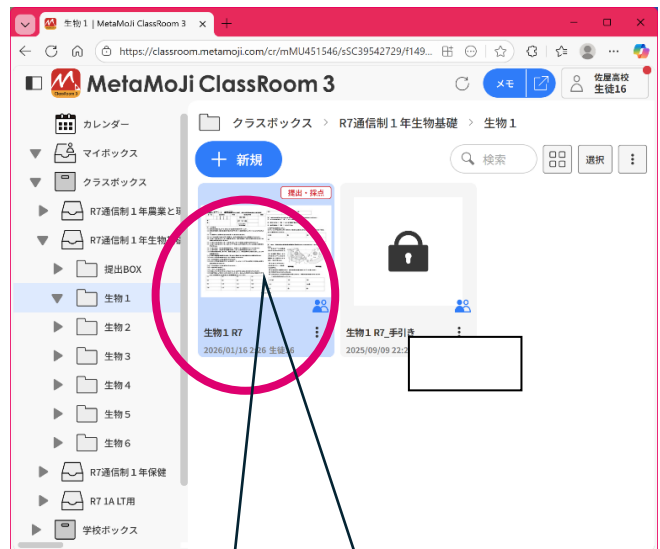 生物１ | MetaMoJi ClassRoom 3
https://classroom.metamoji.com/cr/mMU451546/sSC39542729/f149...
MetaMoJi ClassRoom 3
メモ
佐屋高校
生徒16
カレンダー
マイボックス
クラスボックス
R7通信制１年農業と
R7通信制１年生物
提出BOX
生物１
生物２
生物３
生物４
生物５
生物６
R7通信制１年保健
R7 1A LT用
学校ボックス
クラスボックス > R7通信制１年生物基礎 > 生物１
＋ 新規
検索
選択
提出・採点
生物１ R7
2026/01/16 2:26 生徒16
生物１ R7_手引き
2025/09/09 22:2